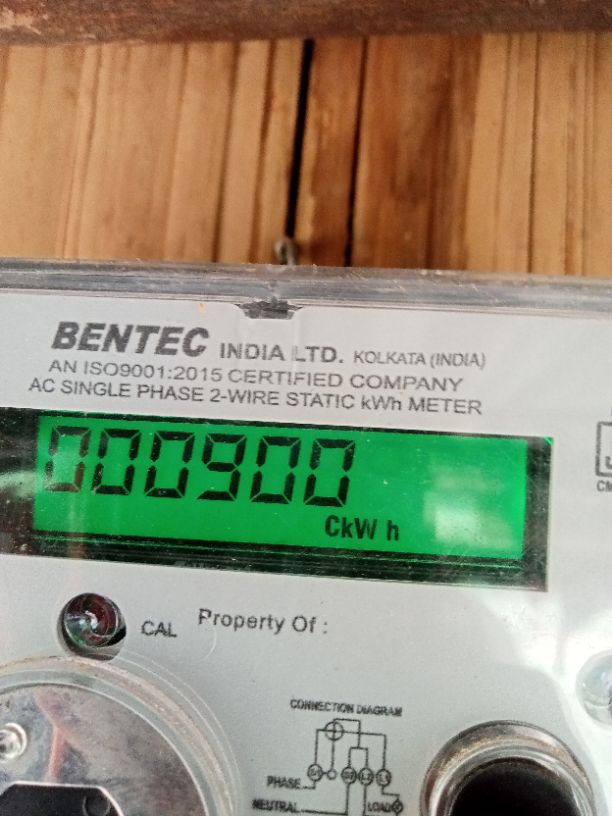 BENTEC INDIA LTD. KOLKATA (INDIA)
AN ISO9001:2015 CERTIFIED COMPANY
AC SINGLE PHASE 2-WIRE STATIC kWh METER
000900
CkWh
CAL
Property Of :
CONNECTION DIAGRAM
PHASE
NEUTRAL
LOAD